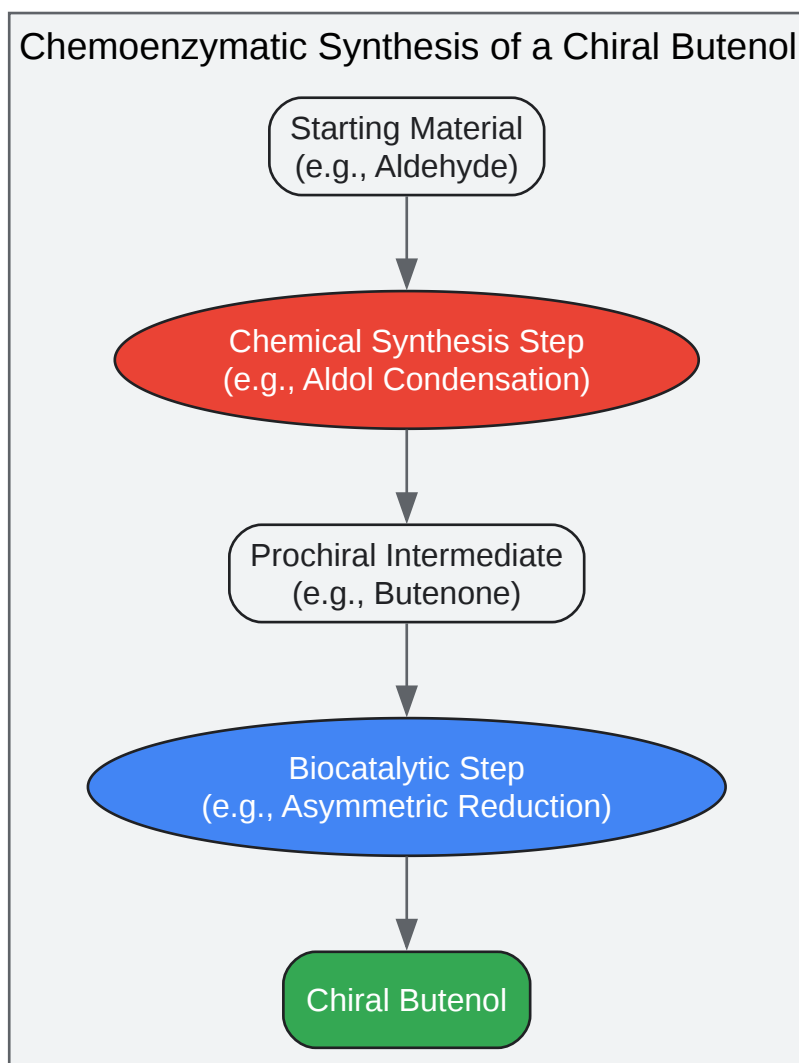 Chemoenzymatic Synthesis of a Chiral Butenol
Starting Material
(e.g., Aldehyde)
Chemical Synthesis Step
(e.g., Aldol Condensation)
Prochiral Intermediate
(e.g., Butenone)
Biocatalytic Step
(e.g., Asymmetric Reduction)
Chiral Butenol